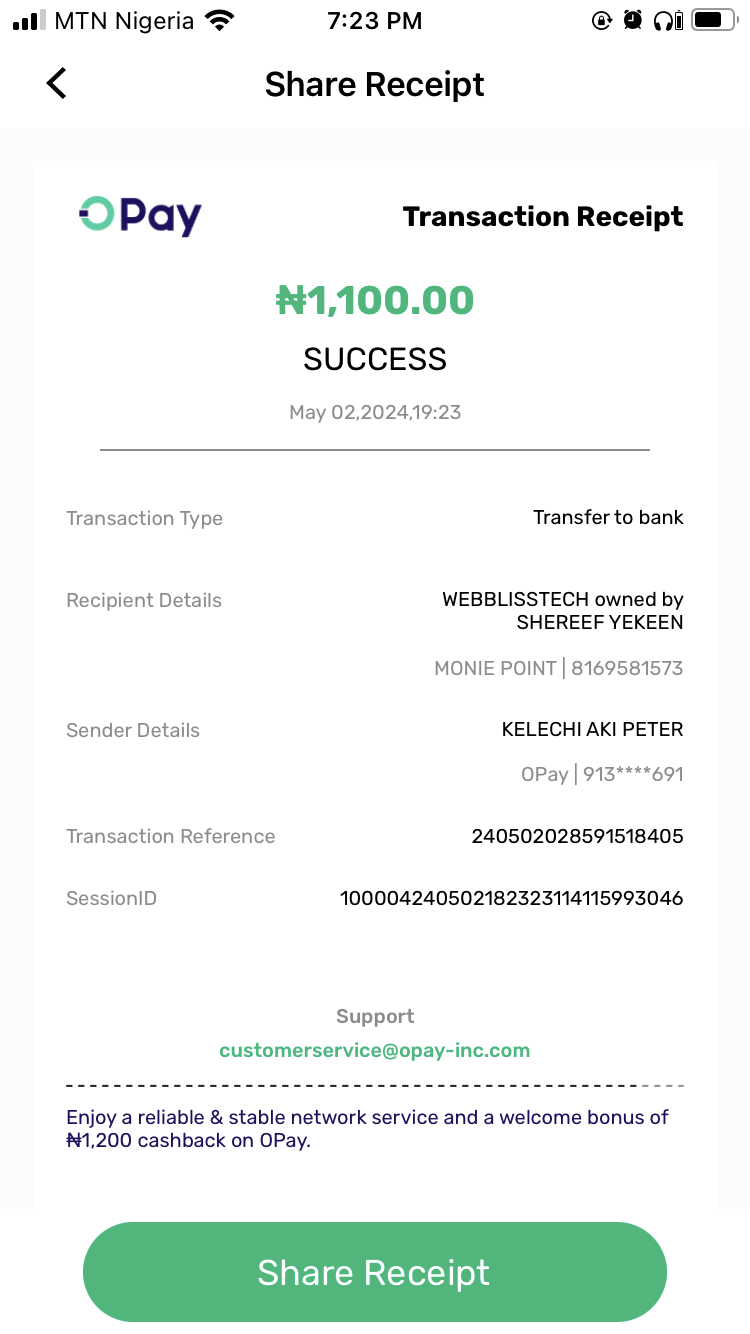 MTN Nigeria 7:23 PM
Share Receipt
OPay Transaction Receipt
₦1,100.00
SUCCESS
May 02,2024,19:23
Transaction Type Transfer to bank
Recipient Details WEBBLISSTECH owned by
SHEREEF YEKEEN
MONIE POINT | 8169581573
Sender Details KELECHI AKI PETER
OPay | 913****691
Transaction Reference 240502028591518405
SessionID 100004240502182323114115993046
Support
customerservice@opay-inc.com
Enjoy a reliable & stable network service and a welcome bonus of
₦1,200 cashback on OPay.
Share Receipt